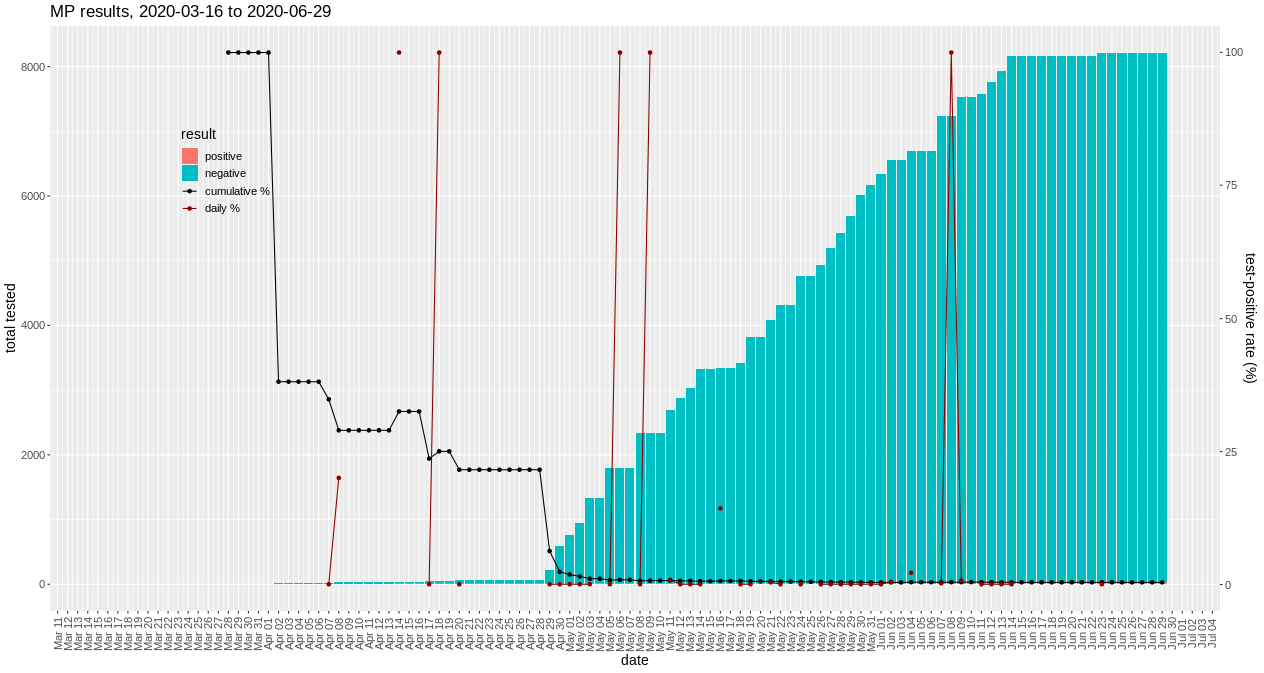 MP results, 2020-03-16 to 2020-06-29
total tested
8000
6000
4000
2000
0
result
positive
negative
cumulative %
daily %
100
75
50
25
0
test-positive rate (%)
Mar 11
Mar 12
Mar 13
Mar 14
Mar 15
Mar 16
Mar 17
Mar 18
Mar 19
Mar 20
Mar 21
Mar 22
Mar 23
Mar 24
Mar 25
Mar 26
Mar 27
Mar 28
Mar 29
Mar 30
Mar 31
Apr 01
Apr 02
Apr 03
Apr 04
Apr 05
Apr 06
Apr 07
Apr 08
Apr 09
Apr 10
Apr 11
Apr 12
Apr 13
Apr 14
Apr 15
Apr 16
Apr 17
Apr 18
Apr 19
Apr 20
Apr 21
Apr 22
Apr 23
Apr 24
Apr 25
Apr 26
Apr 27
Apr 28
Apr 29
Apr 30
May 01
May 02
May 03
May 04
May 05
May 06
May 07
May 08
May 09
May 10
May 11
May 12
May 13
May 14
May 15
May 16
May 17
May 18
May 19
May 20
May 21
May 22
May 23
May 24
May 25
May 26
May 27
May 28
May 29
May 30
May 31
Jun 01
Jun 02
Jun 03
Jun 04
Jun 05
Jun 06
Jun 07
Jun 08
Jun 09
Jun 10
Jun 11
Jun 12
Jun 13
Jun 14
Jun 15
Jun 16
Jun 17
Jun 18
Jun 19
Jun 20
Jun 21
Jun 22
Jun 23
Jun 24
Jun 25
Jun 26
Jun 27
Jun 28
Jun 29
Jun 30
Jul 01
Jul 02
Jul 03
Jul 04
date